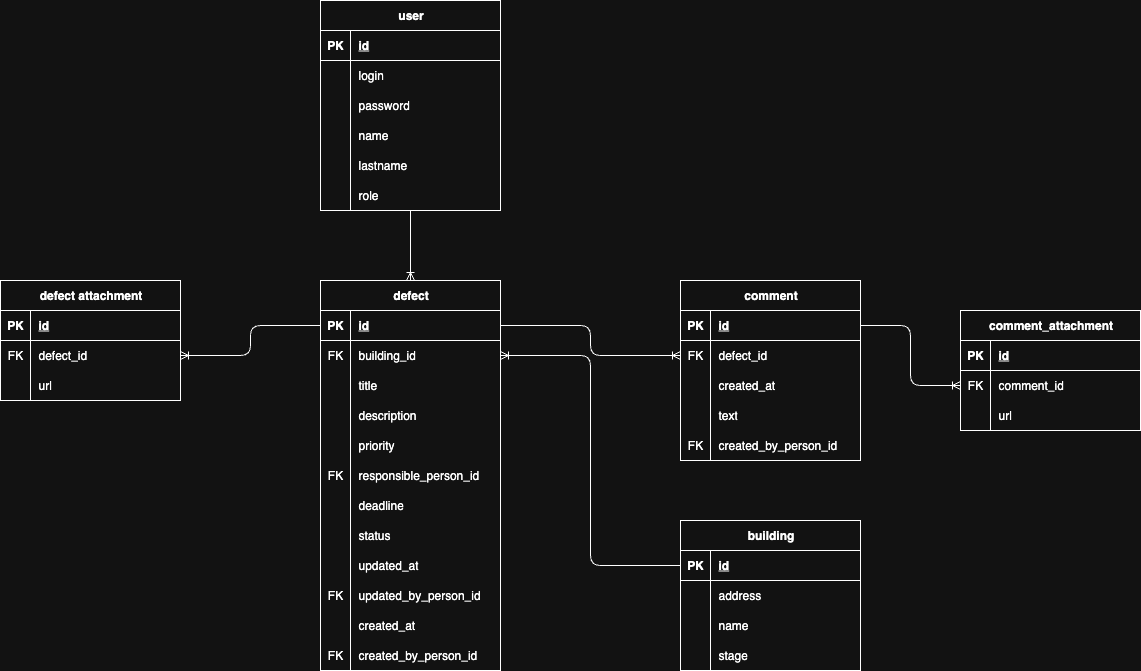 user
PK id
login
password
name
lastname
role
defect attachment
PK id
FK defect_id
url
defect
PK id
FK building_id
title
description
priority
FK responsible_person_id
deadline
status
updated_at
FK updated_by_person_id
created_at
FK created_by_person_id
comment
PK id
FK defect_id
created_at
text
FK created_by_person_id
comment_attachment
PK id
FK comment_id
url
building
PK id
address
name
stage